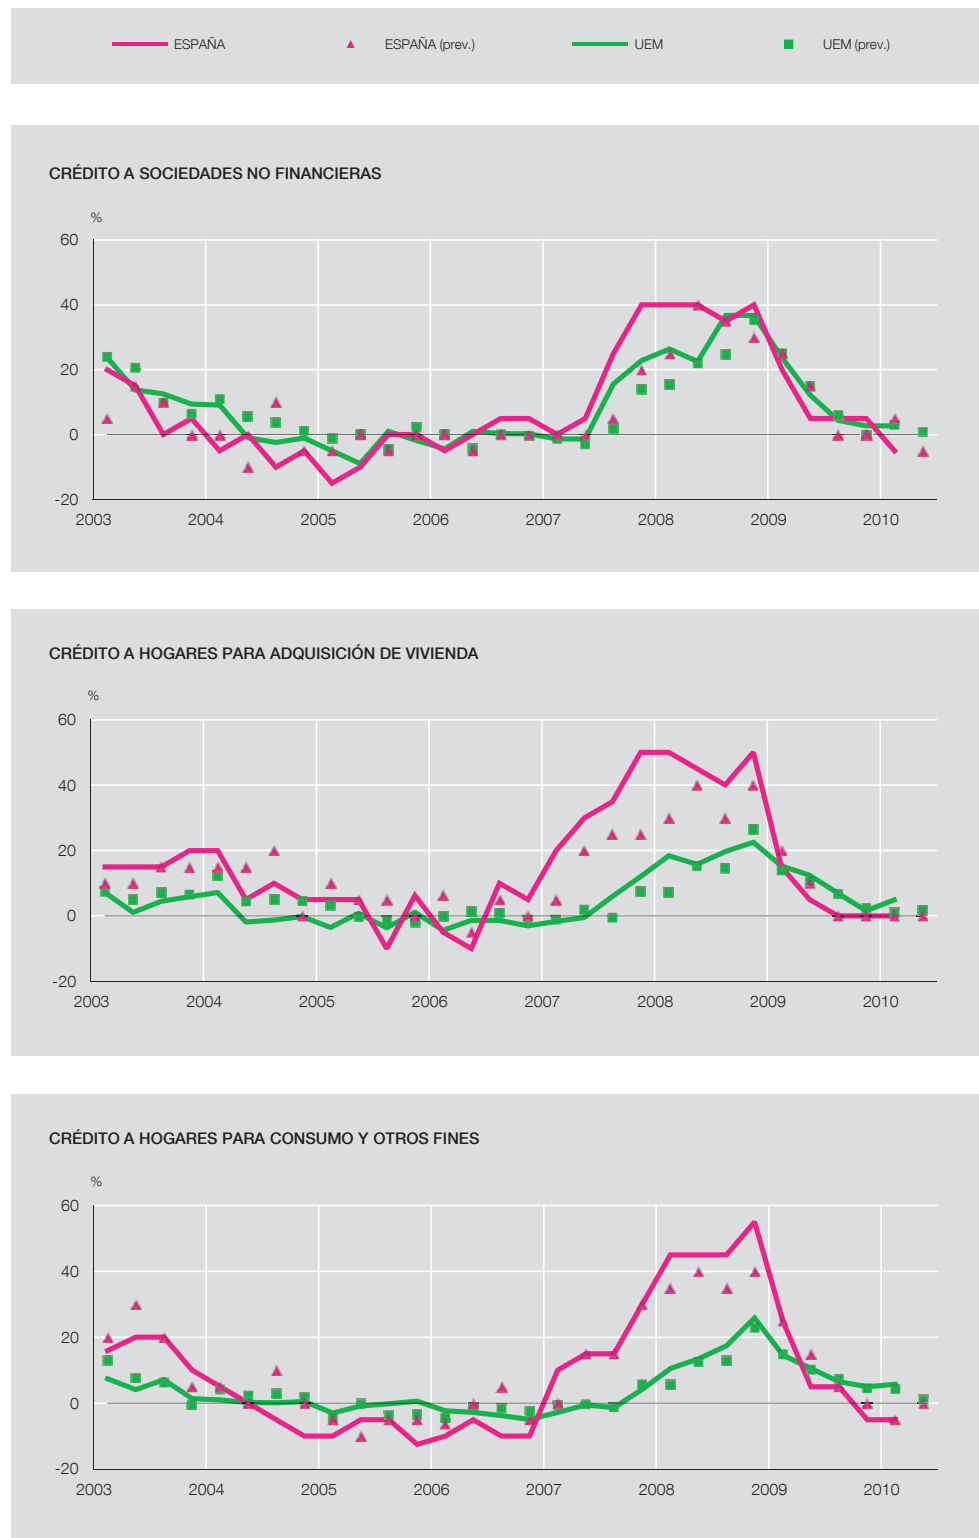 ESPAÑA ESPAÑA (prev.) UEM UEM (prev.)
CRÉDITO A SOCIEDADES NO FINANCIERAS
%
60
40
20
0
-20
2003 2004 2005 2006 2007 2008 2009 2010
CRÉDITO A HOGARES PARA ADQUISICIÓN DE VIVIENDA
%
60
40
20
0
-20
2003 2004 2005 2006 2007 2008 2009 2010
CRÉDITO A HOGARES PARA CONSUMO Y OTROS FINES
%
60
40
20
0
-20
2003 2004 2005 2006 2007 2008 2009 2010